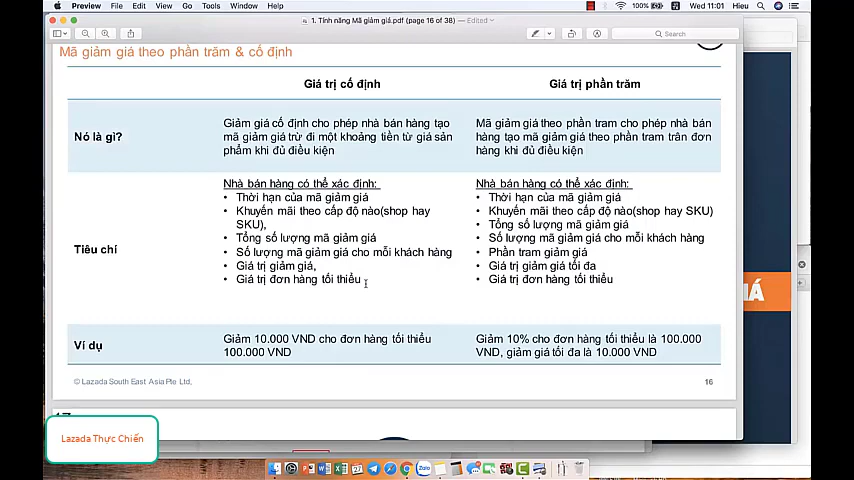 Preview File Edit View Go Tools Window Help
100% Wed 11:01 Hieu
1. Tính năng Mã giảm giá.pdf (page 16 of 38) — Edited
Search
Mã giảm giá theo phần trăm & cố định
Giá trị cố định Giá trị phần trăm
Nó là gì?
Giảm giá cố định cho phép nhà bán hàng tạo
mã giảm giá trừ đi một khoảng tiền từ giá sản
phẩm khi đủ điều kiện
Mã giảm giá theo phần tram cho phép nhà bán
hàng tạo mã giảm giá theo phần tram trân đơn
hàng khi đủ điều kiện
Tiêu chí
Nhà bán hàng có thể xác định:
• Thời hạn của mã giảm giá
• Khuyến mãi theo cấp độ nào(shop hay
SKU),
• Tổng số lượng mã giảm giá
• Số lượng mã giảm giá cho mỗi khách hàng
• Giá trị giảm giá,
• Giá trị đơn hàng tối thiểu
Nhà bán hàng có thể xác định:
• Thời hạn của mã giảm giá
• Khuyến mãi theo cấp độ nào(shop hay SKU)
• Tổng số lượng mã giảm giá
• Số lượng mã giảm giá cho mỗi khách hàng
• Phần tram giảm giá
• Giá trị giảm giá tối đa
• Giá trị đơn hàng tối thiểu
Ví dụ
Giảm 10.000 VND cho đơn hàng tối thiểu
100.000 VND
Giảm 10% cho đơn hàng tối thiểu là 100.000
VND, giảm giá tối đa là 10.000 VND
© Lazada South East Asia Pte Ltd,
16
IÁ
17
Lazada Thực Chiến
Zalo